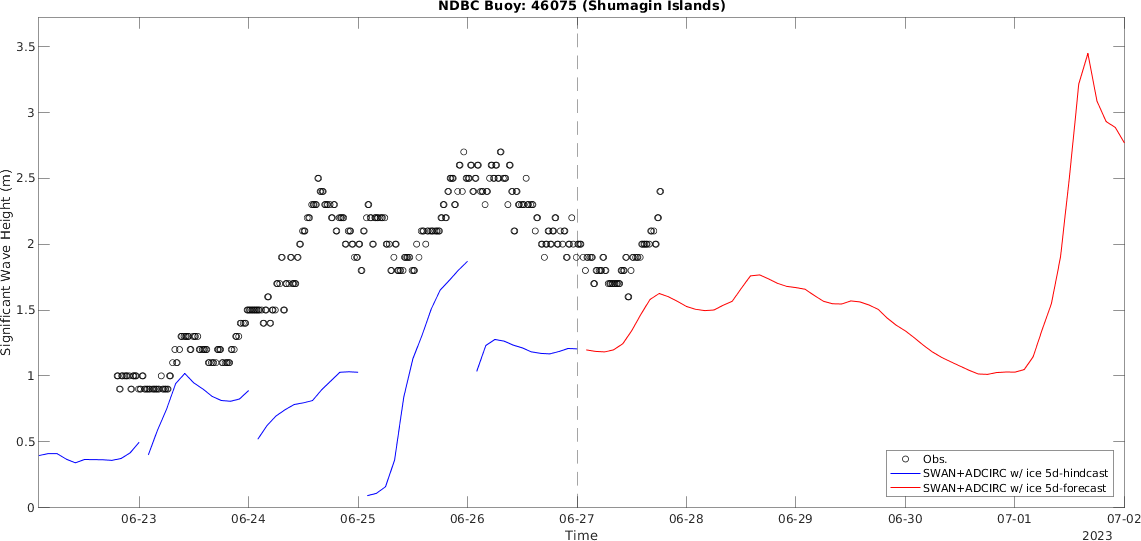 NDBC Buoy: 46075 (Shumagin Islands)
Significant Wave Height (m)
3.5
3
2.5
2
1.5
1
0.5
0
Obs.
SWAN+ADCIRC w/ ice 5d-hindcast
SWAN+ADCIRC w/ ice 5d-forecast
06-23 06-24 06-25 06-26 06-27 06-28 06-29 06-30 07-01 07-02
Time
2023